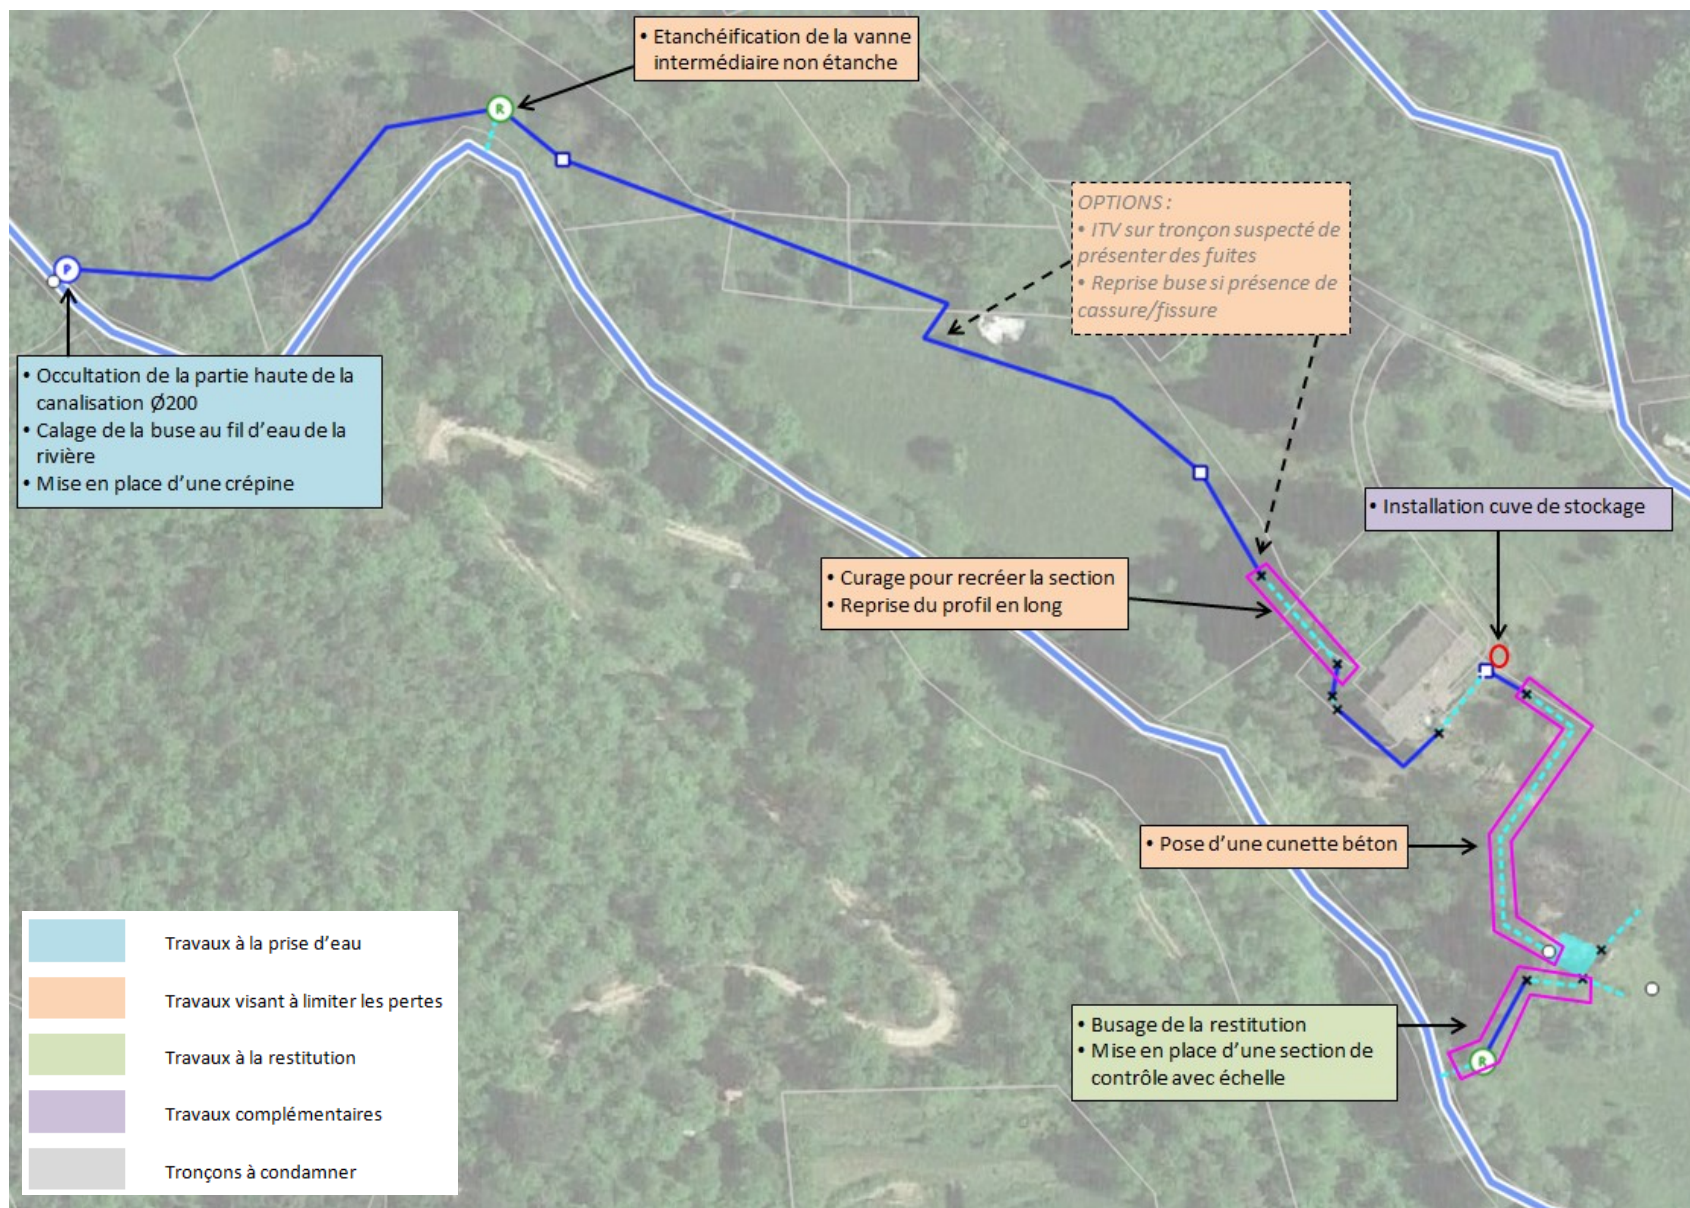 • Etanchéification de la vanne
intermédiaire non étanche
R
OPTIONS :
• ITV sur tronçon suspecté de
présenter des fuites
• Reprise buse si présence de
cassure/fissure
P
• Occultation de la partie haute de la
canalisation Ø200
• Calage de la buse au fil d’eau de la
rivière
• Mise en place d’une crépine
• Installation cuve de stockage
• Curage pour recréer la section
• Reprise du profil en long
• Pose d’une cunette béton
• Busage de la restitution
• Mise en place d’une section de
contrôle avec échelle
R
Travaux à la prise d’eau
Travaux visant à limiter les pertes
Travaux à la restitution
Travaux complémentaires
Tronçons à condamner